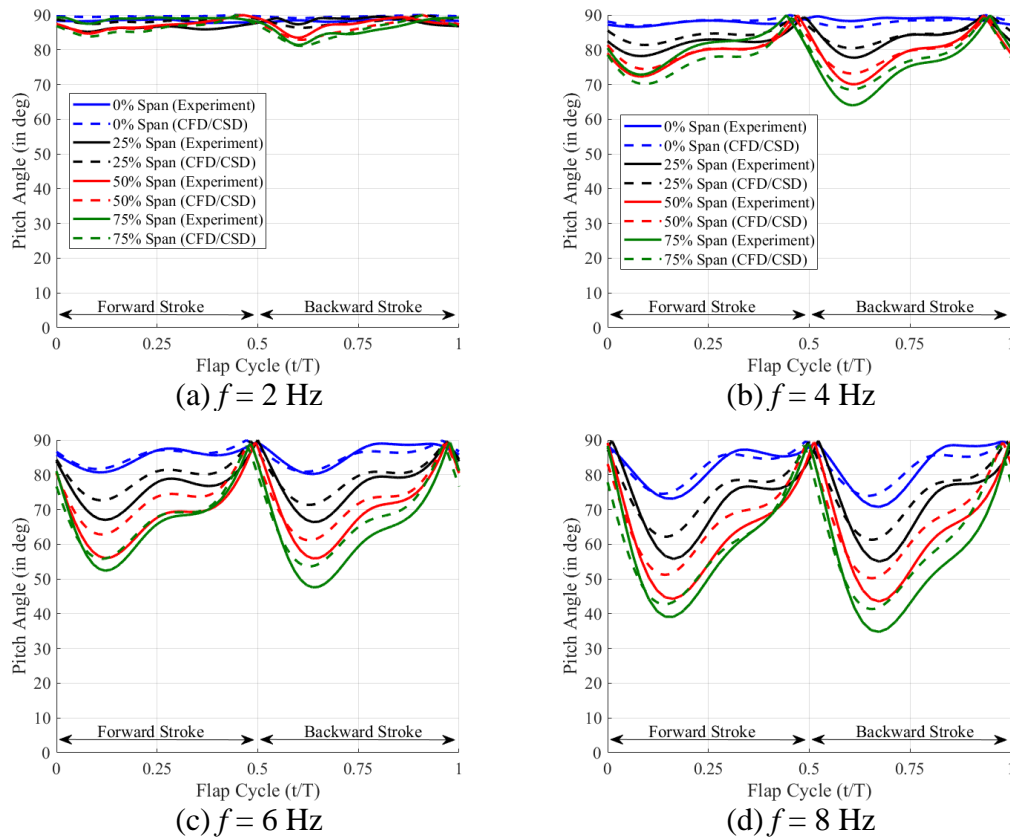 90
80
70
60
50
40
30
20
10
0
Pitch Angle (in deg)
0% Span (Experiment)
0% Span (CFD/CSD)
25% Span (Experiment)
25% Span (CFD/CSD)
50% Span (Experiment)
50% Span (CFD/CSD)
75% Span (Experiment)
75% Span (CFD/CSD)
Forward Stroke
Backward Stroke
0 0.25 0.5 0.75 1
Flap Cycle (t/T)
(a) f = 2 Hz
90
80
70
60
50
40
30
20
10
0
Pitch Angle (in deg)
0% Span (Experiment)
0% Span (CFD/CSD)
25% Span (Experiment)
25% Span (CFD/CSD)
50% Span (Experiment)
50% Span (CFD/CSD)
75% Span (Experiment)
75% Span (CFD/CSD)
Forward Stroke
Backward Stroke
0 0.25 0.5 0.75 1
Flap Cycle (t/T)
(b) f = 4 Hz
90
80
70
60
50
40
30
20
10
0
Pitch Angle (in deg)
Forward Stroke
Backward Stroke
0 0.25 0.5 0.75 1
Flap Cycle (t/T)
(c) f = 6 Hz
90
80
70
60
50
40
30
20
10
0
Pitch Angle (in deg)
Forward Stroke
Backward Stroke
0 0.25 0.5 0.75 1
Flap Cycle (t/T)
(d) f = 8 Hz